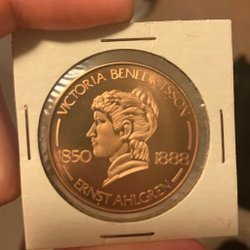 VICTORIA BENEDICTSSON
1850 1888
ERNST AHLGREN